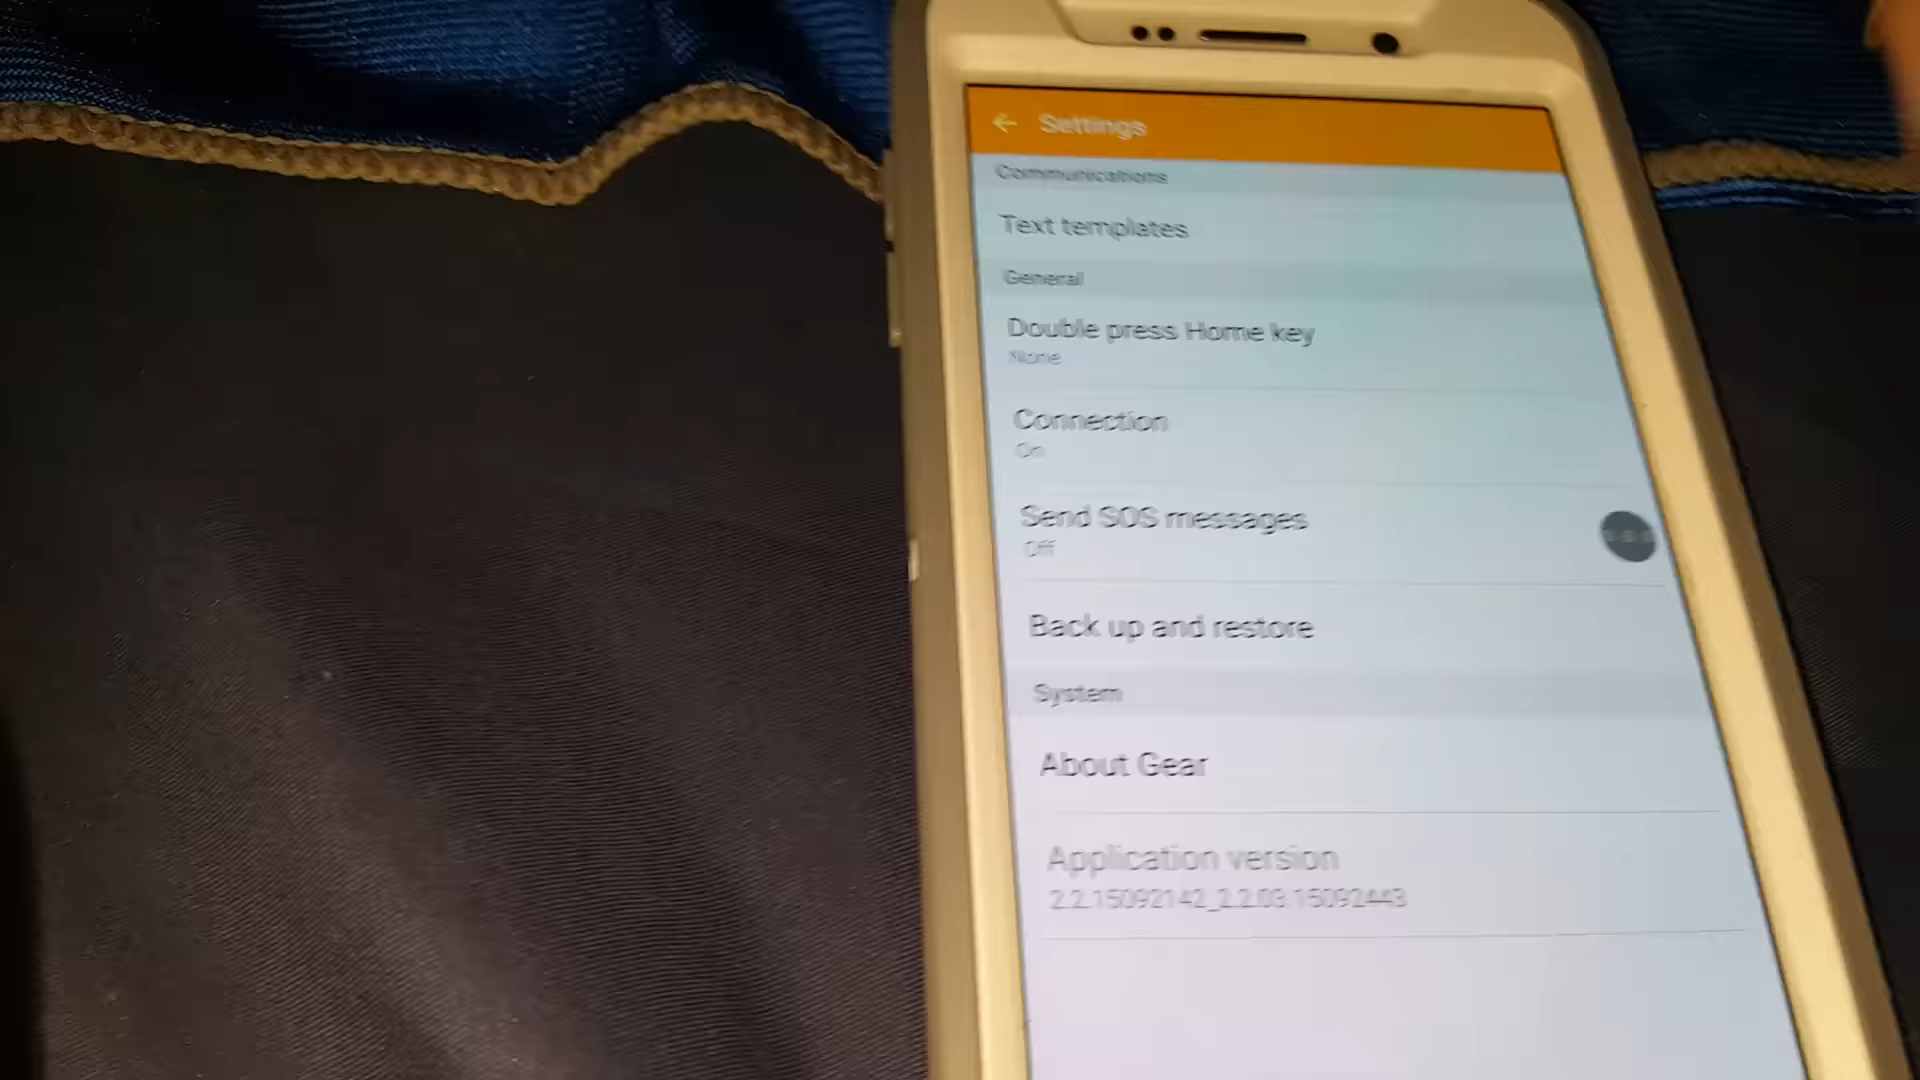 Settings
Communications
Text templates
General
Double press Home key
None
Connection
On
Send SOS messages
Off
Back up and restore
System
About Gear
Application version
2.2.15092142_2.2.03.15092443